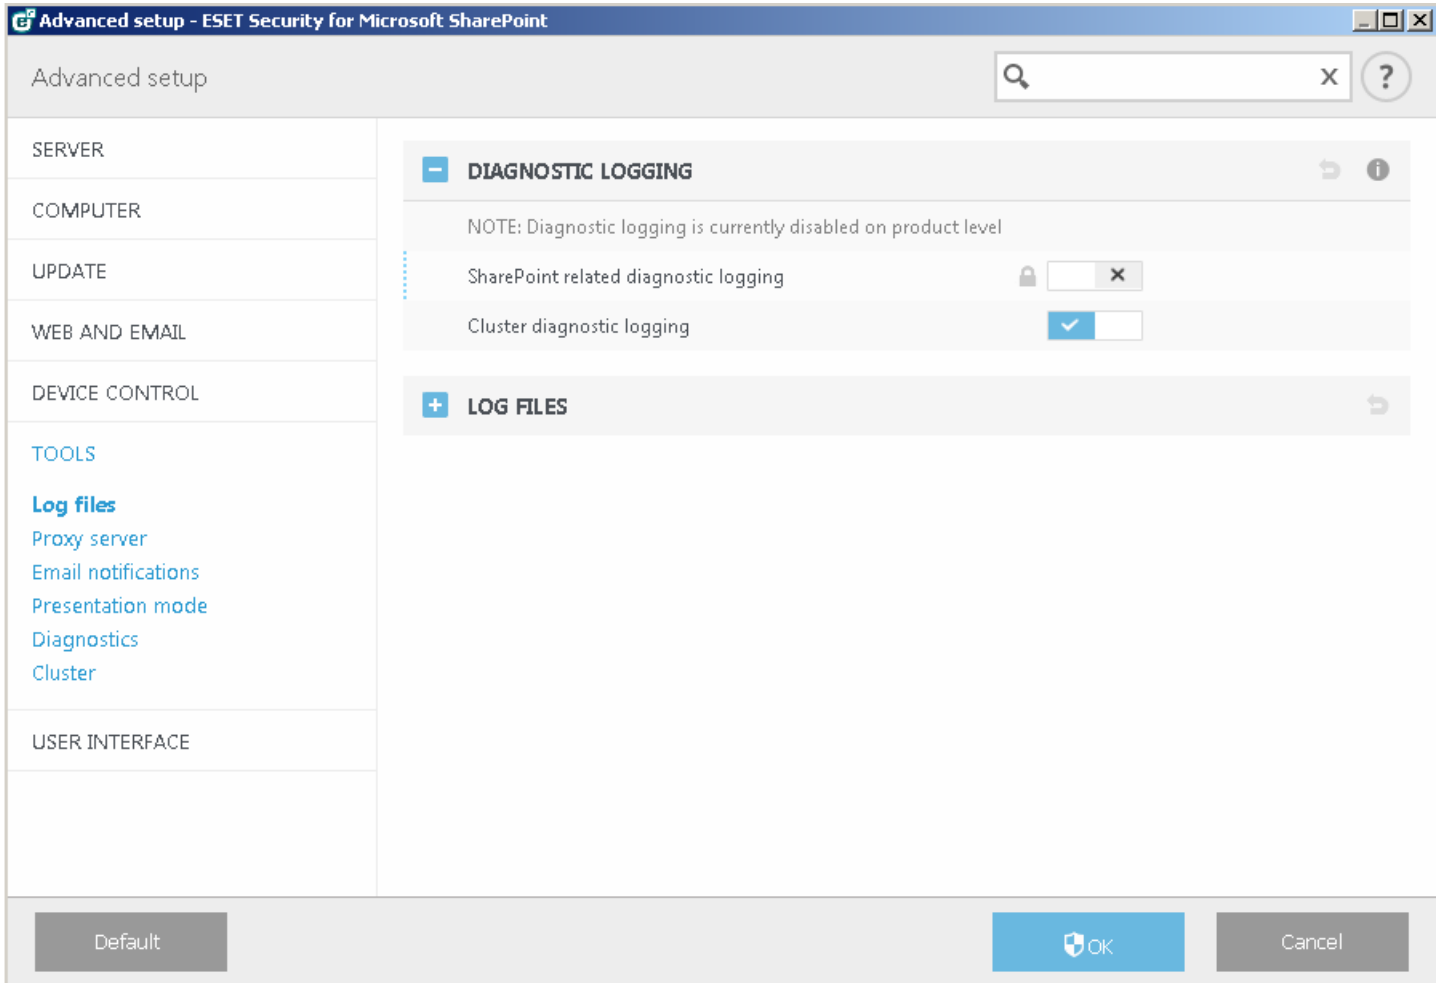 Advanced setup - ESET Security for Microsoft SharePoint
Advanced setup
X
?
SERVER
COMPUTER
UPDATE
WEB AND EMAIL
DEVICE CONTROL
TOOLS
Log files
Proxy server
Email notifications
Presentation mode
Diagnostics
Cluster
USER INTERFACE
DIAGNOSTIC LOGGING
NOTE: Diagnostic logging is currently disabled on product level
SharePoint related diagnostic logging
Cluster diagnostic logging
LOG FILES
Default
OK
Cancel